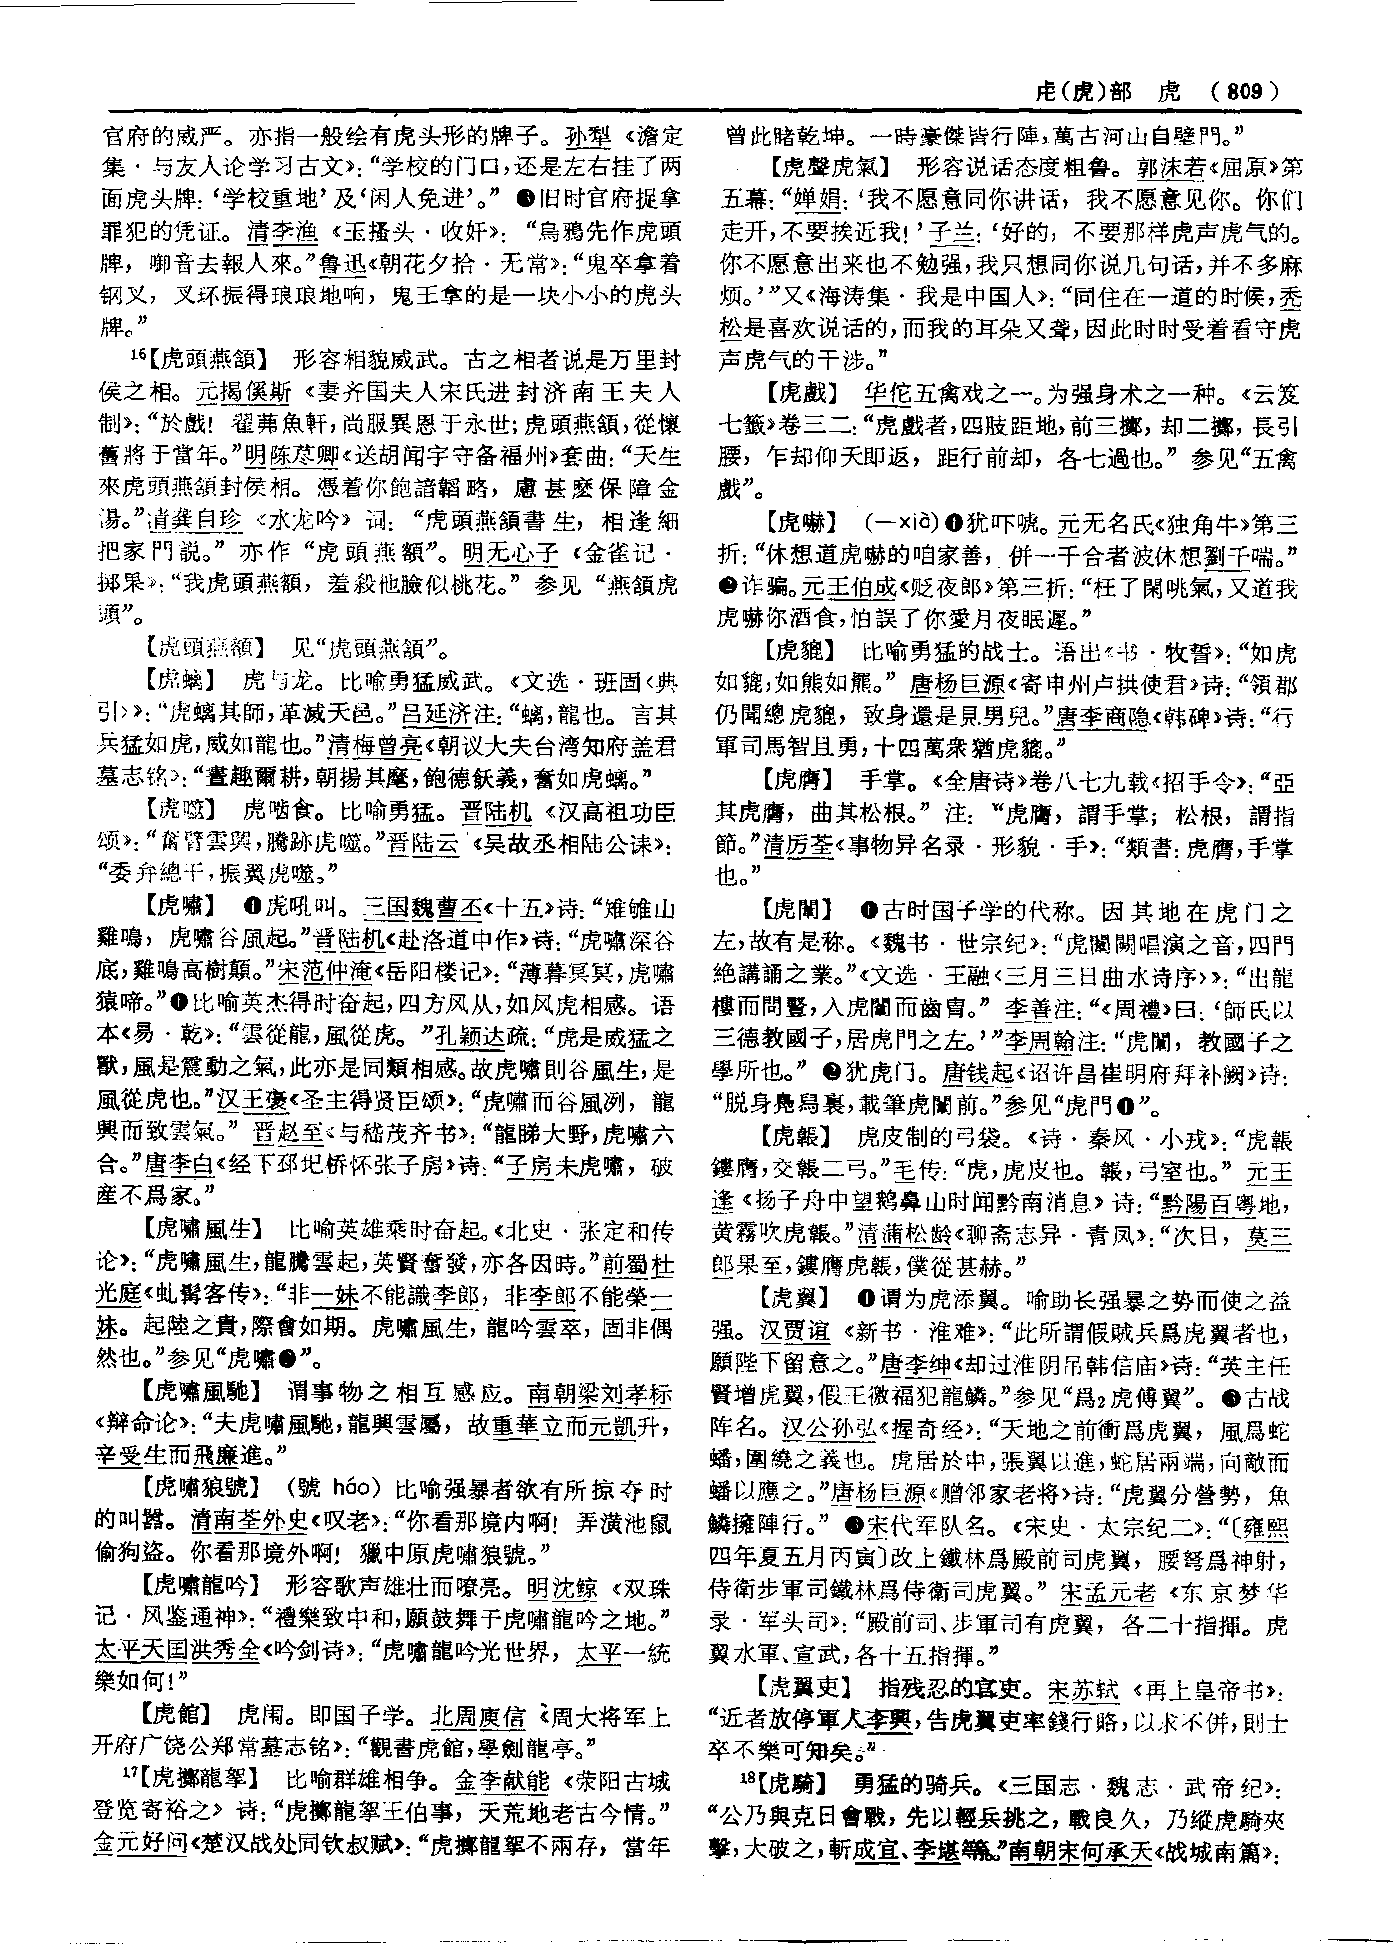 虍(虎)部 虎 (809)
官府的威严。亦指一般绘有虎头形的牌子。孙犁《澹定
集·与友人论学习古文》：“学校的门口，还是左右挂了两
面虎头牌：‘学校重地’及‘闲人免进’。” ❸旧时官府捉拿
罪犯的凭证。清李渔《玉搔头·收奸》：“烏鴉先作虎頭
牌，啣音去報人來。”鲁迅《朝花夕拾·无常》：“鬼卒拿着
钢叉，叉环振得琅琅地响，鬼王拿的是一块小小的虎头
牌。”
16【虎頭燕頷】 形容相貌威武。古之相者说是万里封
侯之相。元揭傒斯《妻齐国夫人宋氏进封济南王夫人
制》：“於戲！翟茀魚軒，尚服異恩于永世；虎頭燕頷，從懷
舊將于當年。”明陈荩卿《送胡闻字守备福州》套曲：“天生
來虎頭燕頷封侯相。憑着你飽諳韜略，慮甚麽保障金
湯。”清龚自珍《水龙吟》词：“虎頭燕頷書生，相逢細
把家門説。” 亦作“虎頭燕額”。明无心子《金雀记·
掷果》：“我虎頭燕額，羞殺他臉似桃花。” 参见“燕頷虎
頭”。
【虎頭燕額】 见“虎頭燕頷”。
【虎螭】 虎与龙。比喻勇猛威武。《文选·班固〈典
引〉》：“虎螭其師，革滅天邑。”吕延济注：“螭，龍也。言其
兵猛如虎，威如龍也。”清梅曾亮《朝议大夫台湾知府盖君
墓志铭》：“晝趣爾耕，朝揚其麾，飽德飫義，奮如虎螭。”
【虎噬】 虎啮食。比喻勇猛。晋陆机《汉高祖功臣
颂》：“奮臂雲興，騰跡虎噬。”晋陆云《吴故丞相陆公诔》：
“委弁總干，振翼虎噬。”
【虎嘯】 ❶虎吼叫。三国魏曹丕《十五》诗：“雉雊山
雞鳴，虎嘯谷風起。”晋陆机《赴洛道中作》诗：“虎嘯深谷
底，雞鳴高樹顛。”宋范仲淹《岳阳楼记》：“薄暮冥冥，虎嘯
猿啼。”❷比喻英杰得时奋起，四方风从，如风虎相感。语
本《易·乾》：“雲從龍，風從虎。”孔颖达疏：“虎是威猛之
獸，風是震動之氣，此亦是同類相感。故虎嘯則谷風生，是
風從虎也。”汉王褒《圣主得贤臣颂》：“虎嘯而谷風冽，龍
興而致雲氣。” 晋赵至《与嵇茂齐书》：“龍睇大野，虎嘯六
合。”唐李白《经下邳圯桥怀张子房》诗：“子房未虎嘯，破
産不爲家。”
【虎嘯風生】 比喻英雄乘时奋起。《北史·张定和传
论》：“虎嘯風生，龍騰雲起，英賢奮發，亦各因時。”前蜀杜
光庭《虬髯客传》：“非一妹不能識李郎，非李郎不能榮一
妹。起陸之貴，際會如期。虎嘯風生，龍吟雲萃，固非偶
然也。”参见“虎嘯❷”。
【虎嘯風馳】 谓事物之相互感应。南朝梁刘孝标
《辩命论》：“夫虎嘯風馳，龍興雲屬，故重華立而元凱升，
辛受生而飛廉進。”
【虎嘯狼號】 (號 háo) 比喻强暴者欲有所掠夺时
的叫嚣。清南荃外史《叹老》：“你看那境内啊！弄潢池鼠
偷狗盗。你看那境外啊！獵中原虎嘯狼號。”
【虎嘯龍吟】 形容歌声雄壮而嘹亮。明沈鲸《双珠
记·风鉴通神》：“禮樂致中和，願鼓舞于虎嘯龍吟之地。”
太平天国洪秀全《吟剑诗》：“虎嘯龍吟光世界，太平一統
樂如何！”
【虎館】 虎闱。即国子学。北周庾信《周大将军上
开府广饶公郑常墓志铭》：“觀書虎館，學劍龍亭。”
17【虎擲龍拏】 比喻群雄相争。金李献能《荥阳古城
登览寄裕之》诗：“虎擲龍拏王伯事，天荒地老古今情。”
金元好问《楚汉战处同钦叔赋》：“虎擲龍拏不兩存，當年
曾此賭乾坤。一時豪傑皆行陣，萬古河山自壁門。”
【虎聲虎氣】 形容说话态度粗鲁。郭沫若《屈原》第
五幕：“婵娟：‘我不愿意同你讲话，我不愿意见你。你们
走开，不要挨近我！’子兰：‘好的，不要那样虎声虎气的。
你不愿意出来也不勉强，我只想同你说几句话，并不多麻
烦。’”又《海涛集·我是中国人》：“同住在一道的时候，秃
松是喜欢说话的，而我的耳朵又聋，因此时时受着看守虎
声虎气的干涉。”
【虎戲】 华佗五禽戏之一。为强身术之一种。《云笈
七籤》卷三二：“虎戲者，四肢距地，前三擲，却二擲，長引
腰，乍却仰天即返，距行前却，各七過也。” 参见“五禽
戲”。
【虎嚇】 (—xià)❶犹吓唬。元无名氏《独角牛》第三
折：“休想道虎嚇的咱家善，併一千合者波休想劉千喘。”
❷诈骗。元王伯成《贬夜郎》第三折：“枉了閑咷氣，又道我
虎嚇你酒食，怕誤了你愛月夜眠遲。”
【虎貔】 比喻勇猛的战士。语出《书·牧誓》：“如虎
如貔，如熊如羆。” 唐杨巨源《寄申州卢拱使君》诗：“領郡
仍聞總虎貔，致身還是見男兒。”唐李商隐《韩碑》诗：“行
軍司馬智且勇，十四萬衆猶虎貔。”
【虎膺】 手掌。《全唐诗》卷八七九载《招手令》：“亞
其虎膺，曲其松根。” 注：“虎膺，謂手掌；松根，謂指
節。”清厉荃《事物异名录·形貌·手》：“類書：虎膺，手掌
也。”
【虎闈】 ❶古时国子学的代称。因其地在虎门之
左，故有是称。《魏书·世宗纪》：“虎闈闕唱演之音，四門
絶講誦之業。”《文选·王融〈三月三日曲水诗序〉》：“出龍
樓而問豎，入虎闈而齒胄。” 李善注：“《周禮》曰：‘師氏以
三德教國子，居虎門之左。’”李周翰注：“虎闈，教國子之
學所也。” ❷犹虎门。唐钱起《诏许昌崔明府拜补阙》诗：
“脱身鳧舄裏，載筆虎闈前。”参见“虎門❶”。
【虎韔】 虎皮制的弓袋。《诗·秦风·小戎》：“虎韔
鏤膺，交韔二弓。”毛传：“虎，虎皮也。韔，弓室也。” 元王
逢《扬子舟中望鹅鼻山时闻黔南消息》诗：“黔陽百粤地，
黄霧吹虎韔。”清蒲松龄《聊斋志异·青凤》：“次日，莫三
郎果至，鏤膺虎韔，僕從甚赫。”
【虎翼】 ❶谓为虎添翼。喻助长强暴之势而使之益
强。汉贾谊《新书·淮难》：“此所謂假賊兵爲虎翼者也，
願陛下留意之。”唐李绅《却过淮阴吊韩信庙》诗：“英主任
賢增虎翼，假王徼福犯龍鱗。”参见“爲2虎傅翼”。 ❷古战
阵名。汉公孙弘《握奇经》：“天地之前衝爲虎翼，風爲蛇
蟠，圍繞之義也。虎居於中，張翼以進，蛇居兩端，向敵而
蟠以應之。”唐杨巨源《赠邻家老将》诗：“虎翼分營勢，魚
鱗擁陣行。” ❸宋代军队名。《宋史·太宗纪二》：“〔雍熙
四年夏五月丙寅〕改上鐵林爲殿前司虎翼，腰弩爲神射，
侍衛步軍司鐵林爲侍衛司虎翼。” 宋孟元老《东京梦华
录·军头司》：“殿前司、步軍司有虎翼，各二十指揮。虎
翼水軍、宣武，各十五指揮。”
【虎翼吏】 指残忍的官吏。宋苏轼《再上皇帝书》：
“近者放停軍人李興，告虎翼吏率錢行賂，以求不併，則士
卒不樂可知矣。”
18【虎騎】 勇猛的骑兵。《三国志·魏志·武帝纪》：
“公乃與克日會戰，先以輕兵挑之，戰良久，乃縱虎騎夾
擊，大破之，斬成宜、李堪等。”南朝宋何承天《战城南篇》：